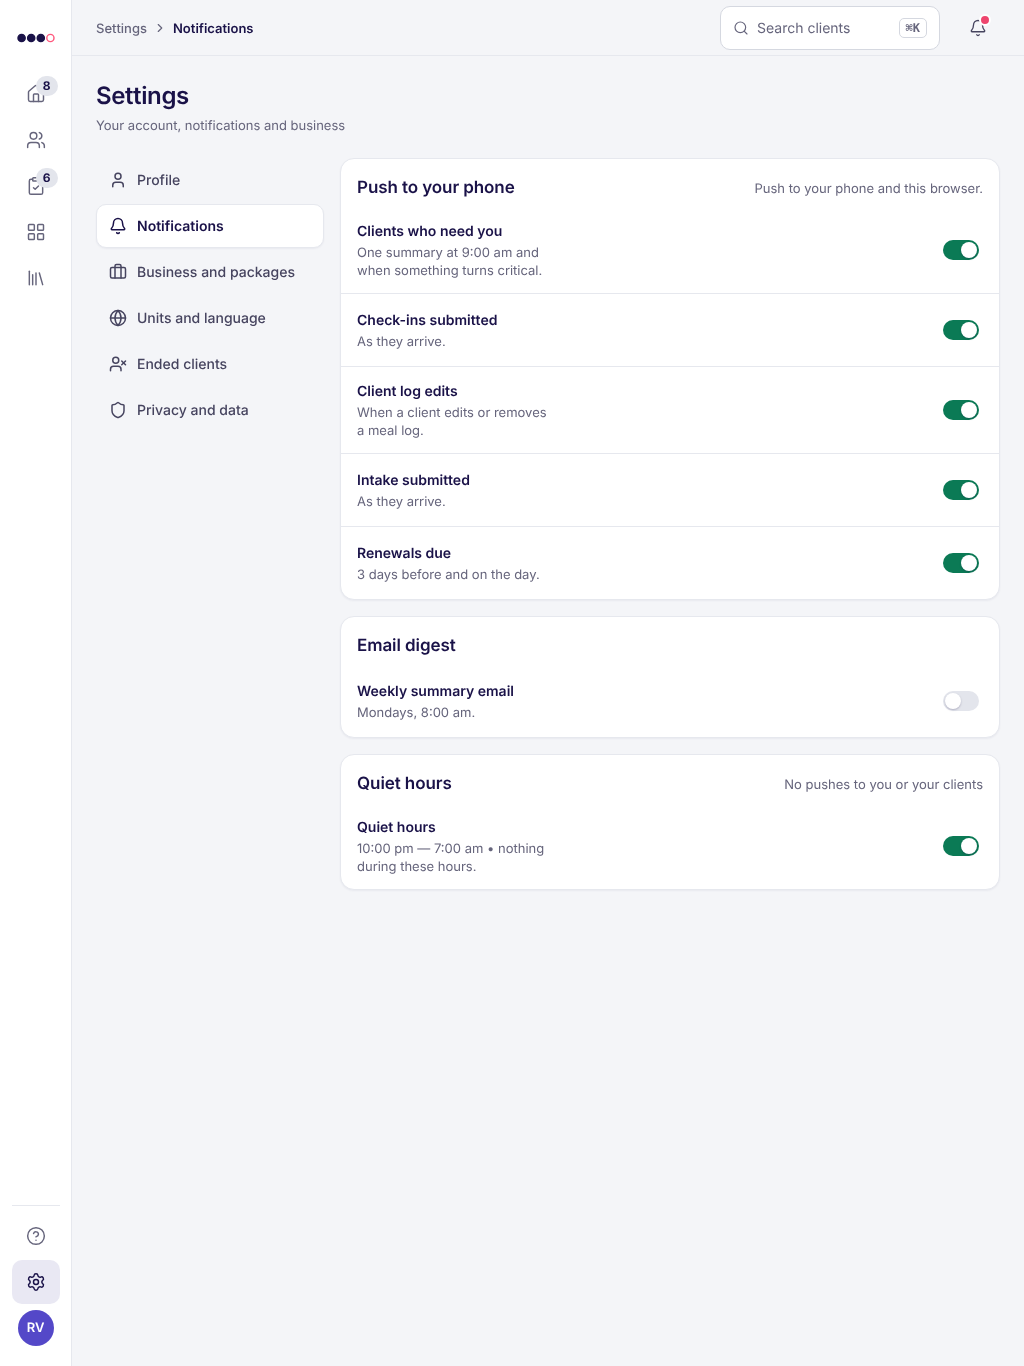 Settings > Notifications
Search clients
⌘K
8
6
Settings
Your account, notifications and business
Profile
Notifications
Business and packages
Units and language
Ended clients
Privacy and data
Push to your phone
Push to your phone and this browser.
Clients who need you
One summary at 9:00 am and
when something turns critical.
Check-ins submitted
As they arrive.
Client log edits
When a client edits or removes
a meal log.
Intake submitted
As they arrive.
Renewals due
3 days before and on the day.
Email digest
Weekly summary email
Mondays, 8:00 am.
Quiet hours
No pushes to you or your clients
Quiet hours
10:00 pm — 7:00 am • nothing
during these hours.
RV